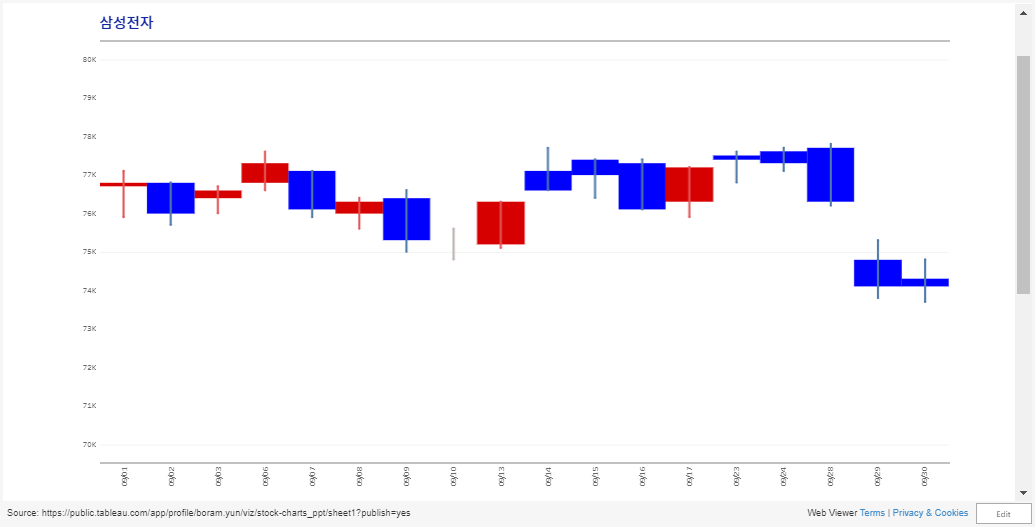 삼성전자
80K
79K
78K
77K
76K
75K
74K
73K
72K
71K
70K
09/01 09/02 09/03 09/06 09/07 09/08 09/09 09/10 09/13 09/14 09/15 09/16 09/17 09/23 09/24 09/28 09/29 09/30
Source: https://public.tableau.com/app/profile/boram.yun/viz/stock-charts_ppt/sheet1?publish=yes
Web Viewer Terms | Privacy & Cookies
Edit